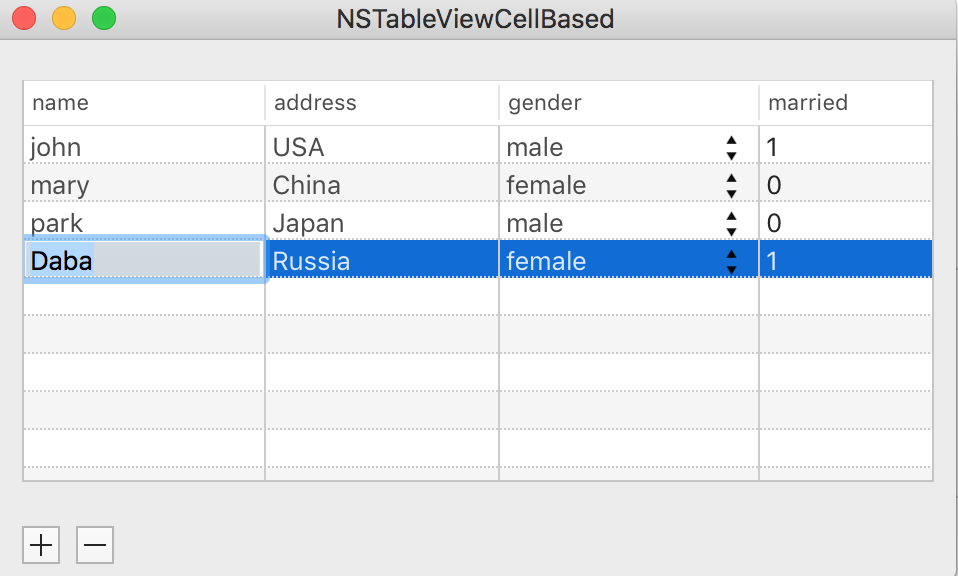 NSTableViewCellBased
name address gender married
john USA male 1
mary China female 0
park Japan male 0
Daba Russia female 1